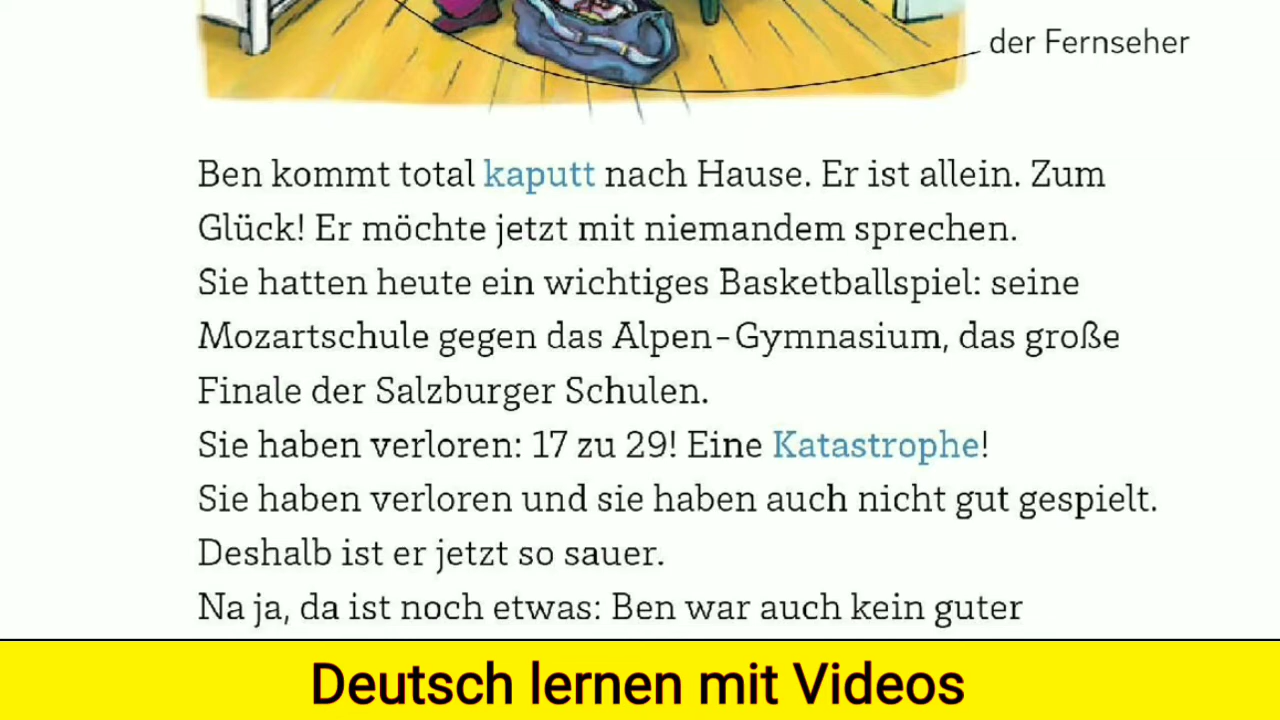 der Fernseher
Ben kommt total kaputt nach Hause. Er ist allein. Zum
Glück! Er möchte jetzt mit niemandem sprechen.
Sie hatten heute ein wichtiges Basketballspiel: seine
Mozartschule gegen das Alpen-Gymnasium, das große
Finale der Salzburger Schulen.
Sie haben verloren: 17 zu 29! Eine Katastrophe!
Sie haben verloren und sie haben auch nicht gut gespielt.
Deshalb ist er jetzt so sauer.
Na ja, da ist noch etwas: Ben war auch kein guter
Deutsch lernen mit Videos